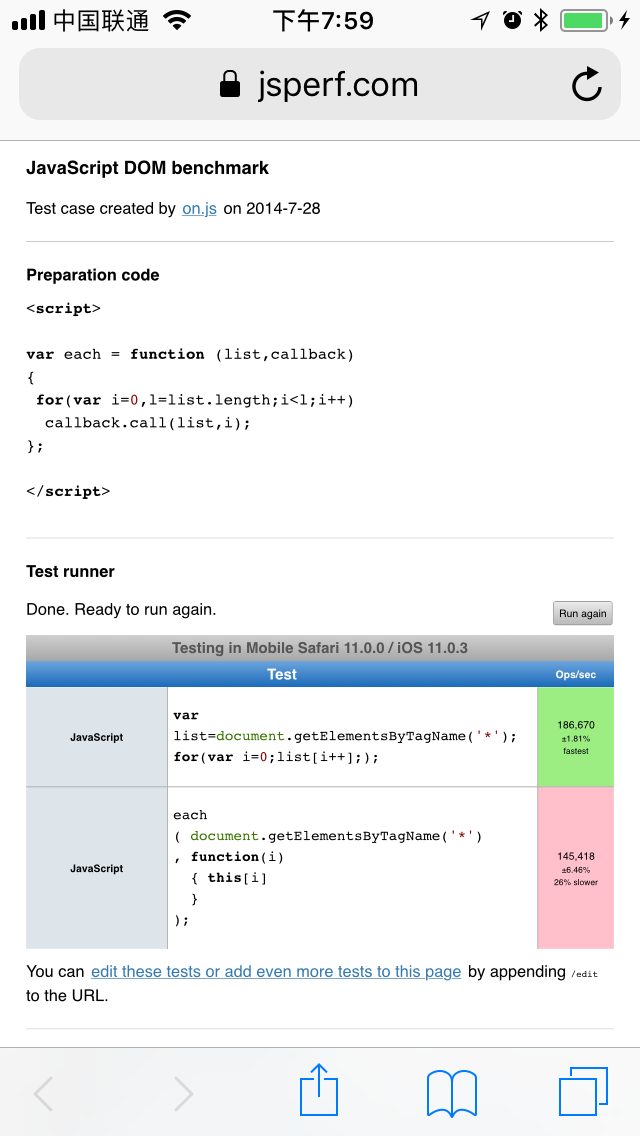 中国联通 下午7:59
jsperf.com
JavaScript DOM benchmark
Test case created by on.js on 2014-7-28
Preparation code
<script>
var each = function (list,callback)
{
for(var i=0,l=list.length;i<l;i++)
callback.call(list,i);
};
</script>
Test runner
Done. Ready to run again.
Run again
Testing in Mobile Safari 11.0.0 / iOS 11.0.3
Test Ops/sec
JavaScript
var
list=document.getElementsByTagName('*');
for(var i=0;list[i++];);
186,670
±1.81%
fastest
JavaScript
each
( document.getElementsByTagName('*')
, function(i)
{ this[i]
}
);
145,418
±6.46%
26% slower
You can edit these tests or add even more tests to this page by appending /edit
to the URL.